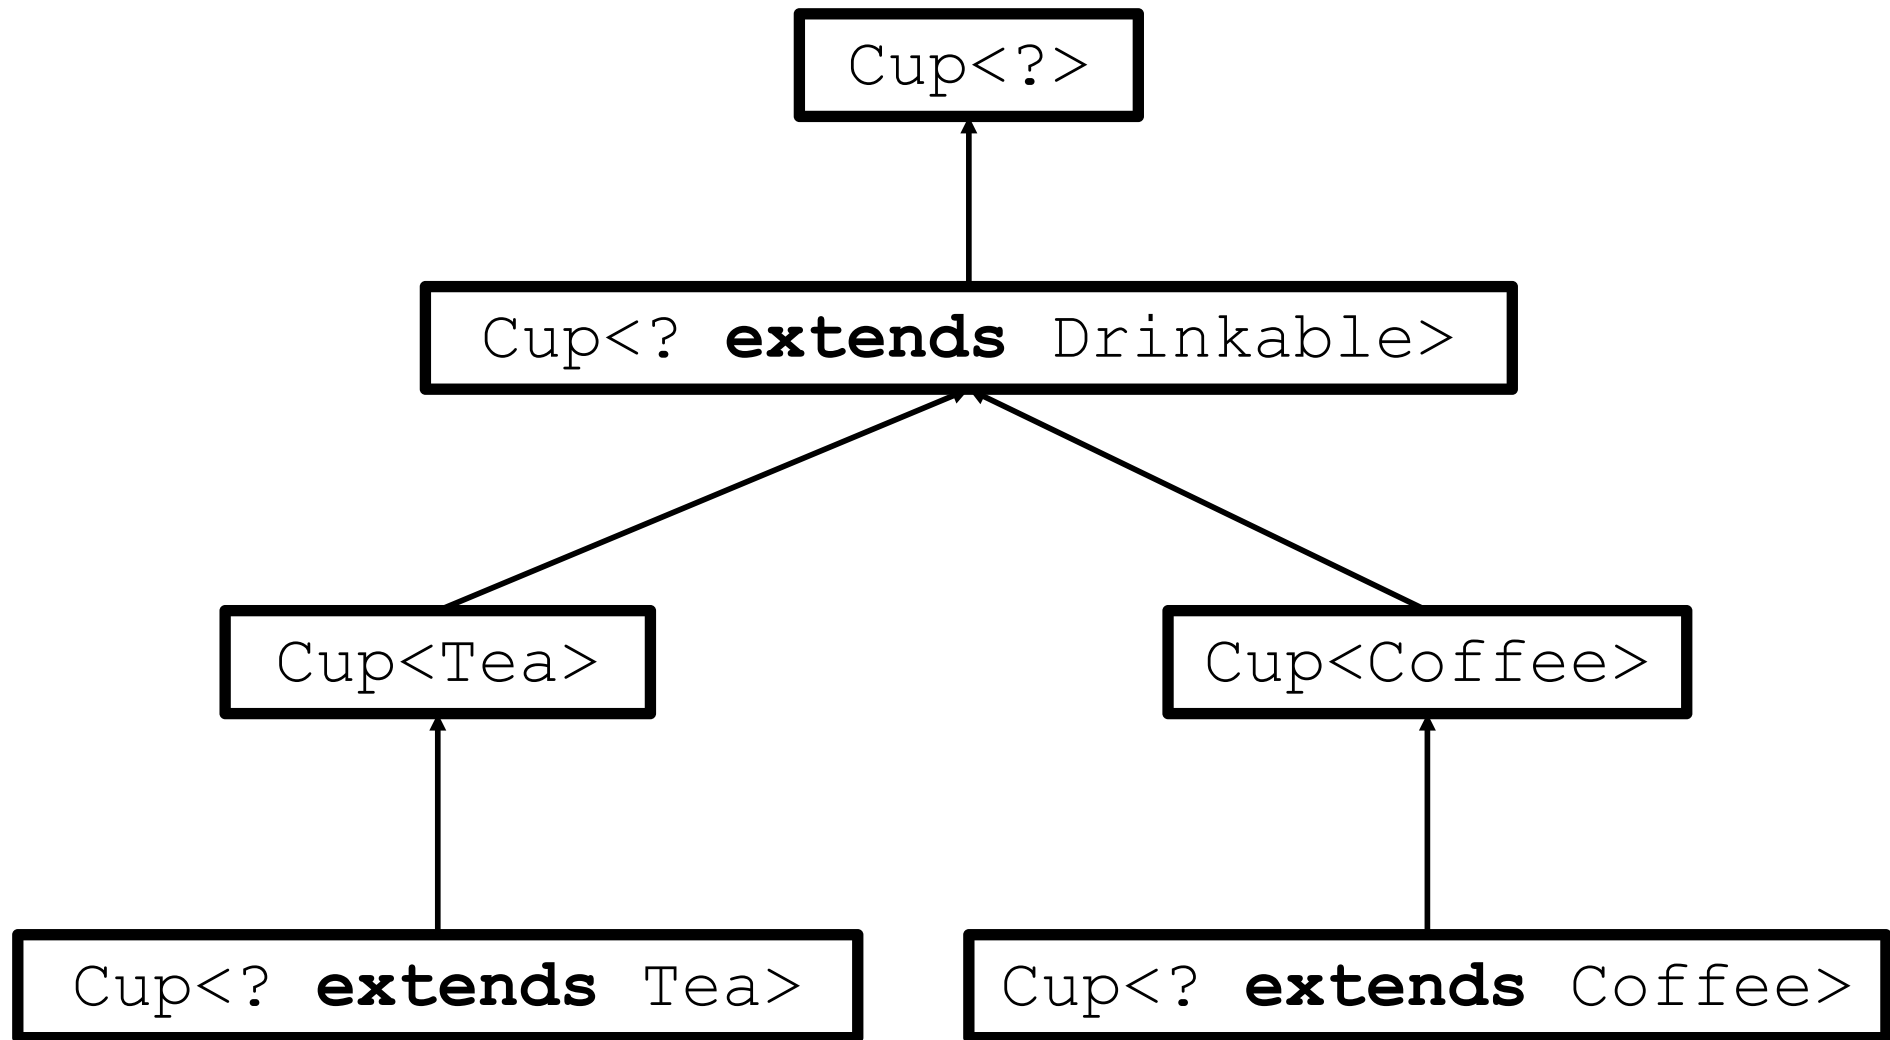 Cup<?>
Cup<? extends Drinkable>
Cup<Tea>
Cup<Coffee>
Cup<? extends Tea>
Cup<? extends Coffee>